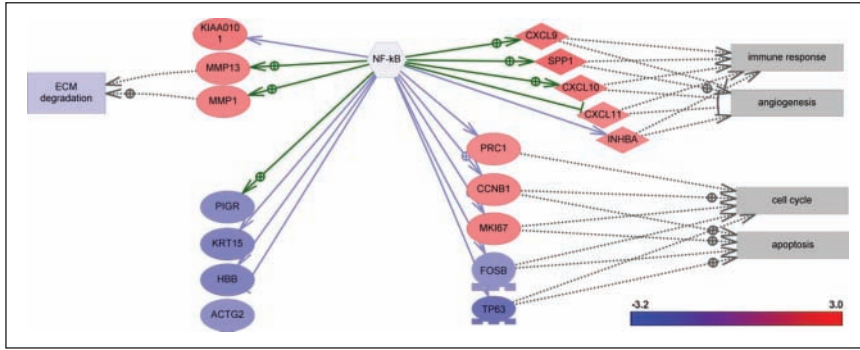 KIAA010
1
MMP13
MMP1
ECM
degradation
NF-kB
CXCL9
SPP1
CXCL10
CXCL11
INHBA
immune response
angiogenesis
PRC1
CCNB1
MKI67
FOSB
TP63
cell cycle
apoptosis
PIGR
KRT15
HBB
ACTG2
-3.2
3.0